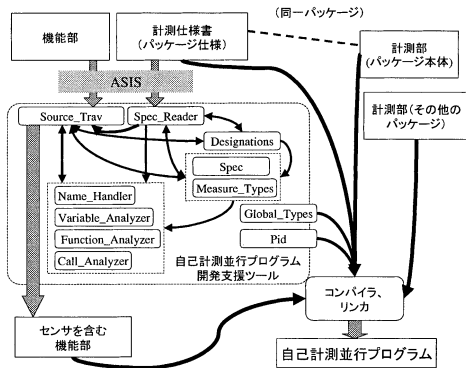 (同一パッケージ)
機能部
計測仕様書
(パッケージ仕様)
計測部
(パッケージ本体)
ASIS
計測部(その他の
パッケージ)
Source_Trav
Spec_Reader
Designations
Spec
Measure_Types
Name_Handler
Variable_Analyzer
Function_Analyzer
Call_Analyzer
Global_Types
Pid
自己計測並行プログラム
開発支援ツール
コンパイラ、
リンカ
センサを含む
機能部
自己計測並行プログラム